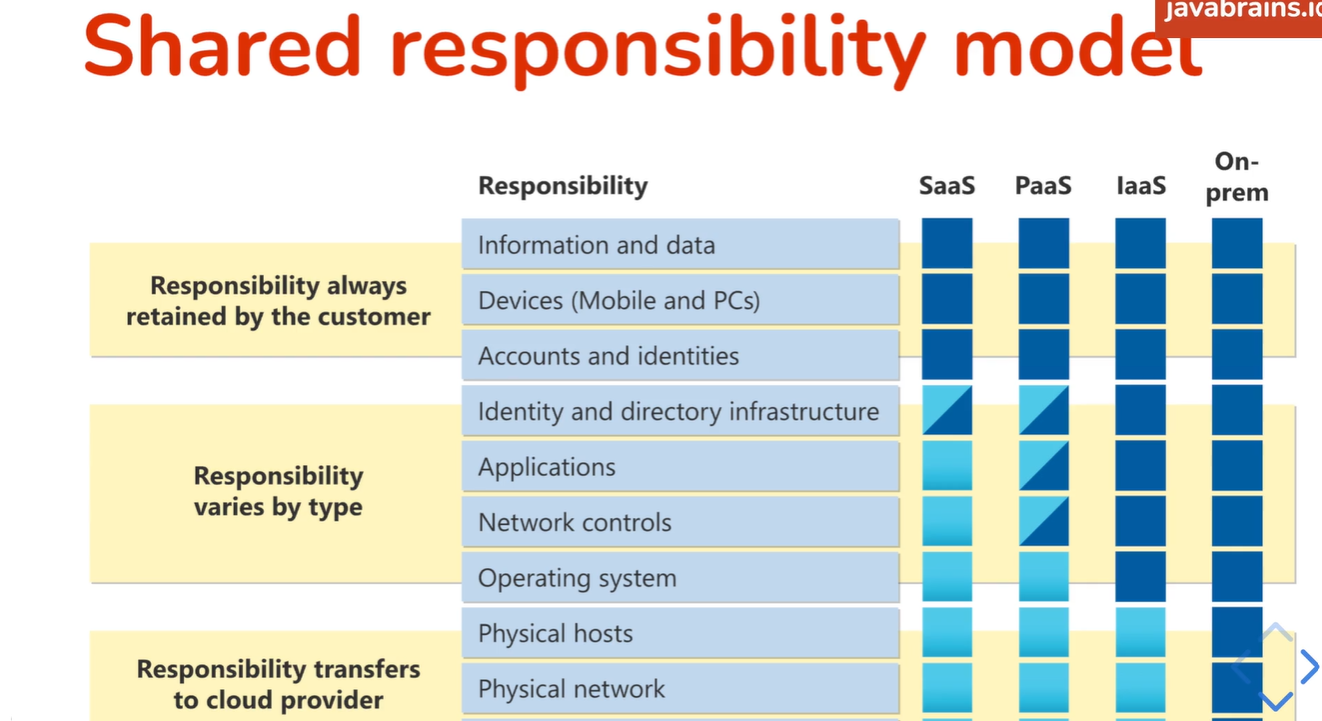 javabrains.io
Shared responsibility model
Responsibility
SaaS
PaaS
IaaS
On-
prem
Responsibility always
retained by the customer
Information and data
Devices (Mobile and PCs)
Accounts and identities
Responsibility
varies by type
Identity and directory infrastructure
Applications
Network controls
Operating system
Responsibility transfers
to cloud provider
Physical hosts
Physical network